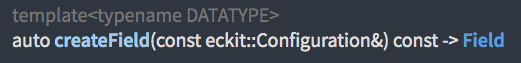 template<typename DATATYPE>
auto createField(const eckit::Configuration&) const -> Field